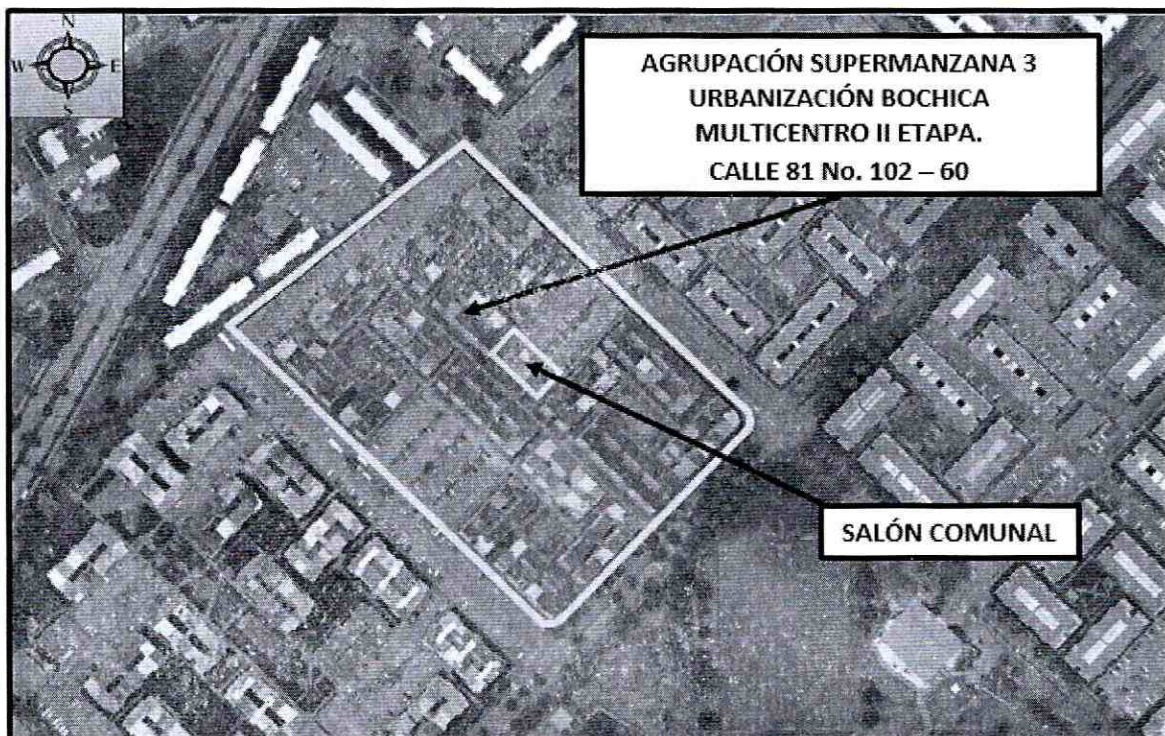 N
W E
S
AGRUPACIÓN SUPERMANZANA 3
URBANIZACIÓN BOCHICA
MULTICENTRO II ETAPA.
CALLE 81 No. 102 – 60
SALÓN COMUNAL